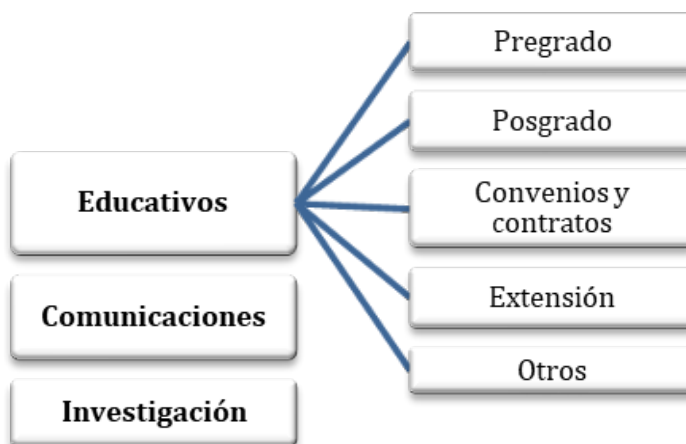 Educativos
Comunicaciones
Investigación
Pregrado
Posgrado
Convenios y
contratos
Extensión
Otros